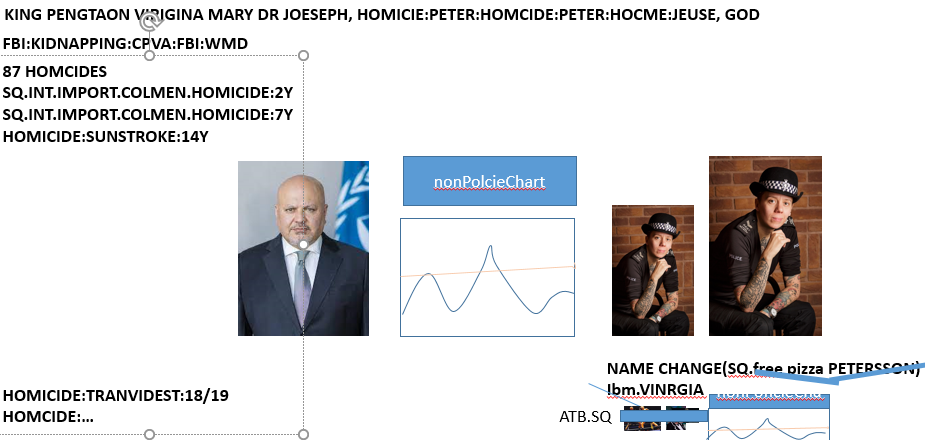 KING PENGTAON VIRIGINA MARY DR JOESEPH, HOMICIE:PETER:HOMCIDE:PETER:HOCME:JEUSE, GOD
FBI:KIDNAPPING:CPVA:FBI:WMD
87 HOMCIDES
SQ.INT.IMPORT.COLMEN.HOMICIDE:2Y
SQ.INT.IMPORT.COLMEN.HOMICIDE:7Y
HOMICIDE:SUNSTROKE:14Y
nonPolcieChart
POLICE
HOMICIDE:TRANVIDEST:18/19
HOMCIDE:...
NAME CHANGE(SQ.free pizza PETERSSON)
Ibm.VINRGIA
ATB.SQ